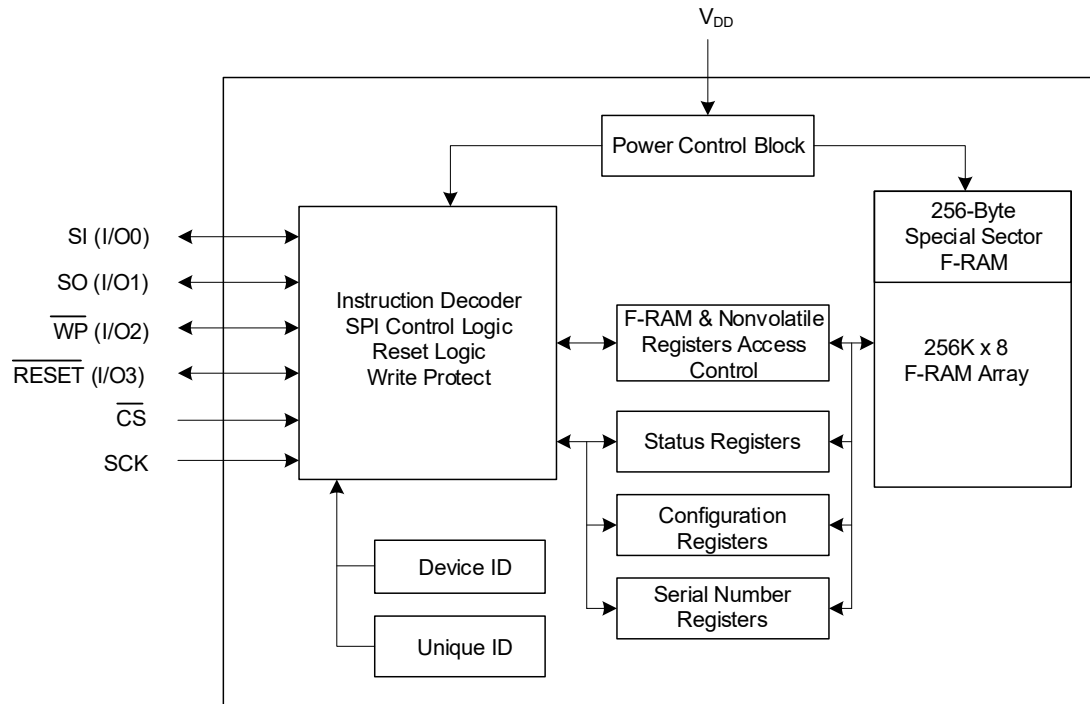 VDD
Power Control Block
256-Byte
Special Sector
F-RAM
SI (I/O0)
SO (I/O1)
WP (I/O2)
RESET (I/O3)
CS
SCK
Instruction Decoder
SPI Control Logic
Reset Logic
Write Protect
F-RAM & Nonvolatile
Registers Access
Control
256K x 8
F-RAM Array
Status Registers
Configuration
Registers
Serial Number
Registers
Device ID
Unique ID